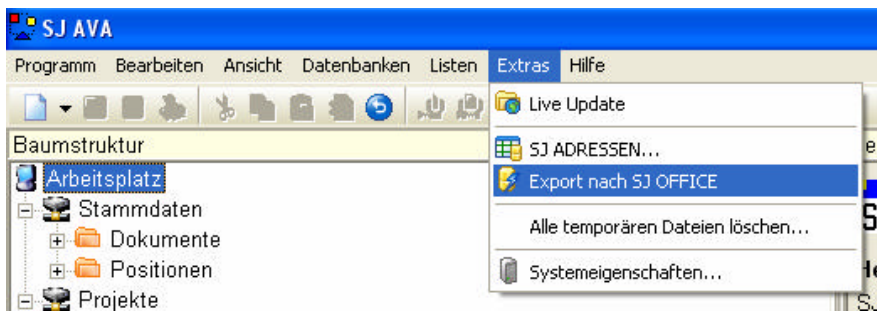 SJ AVA
Programm Bearbeiten Ansicht Datenbanken Listen Extras Hilfe
Live Update
Baumstruktur
SJ ADRESSEN...
Arbeitsplatz
Export nach SJ OFFICE
Stammdaten
Alle temporären Dateien löschen...
Dokumente
Positionen
Systemeigenschaften...
Projekte